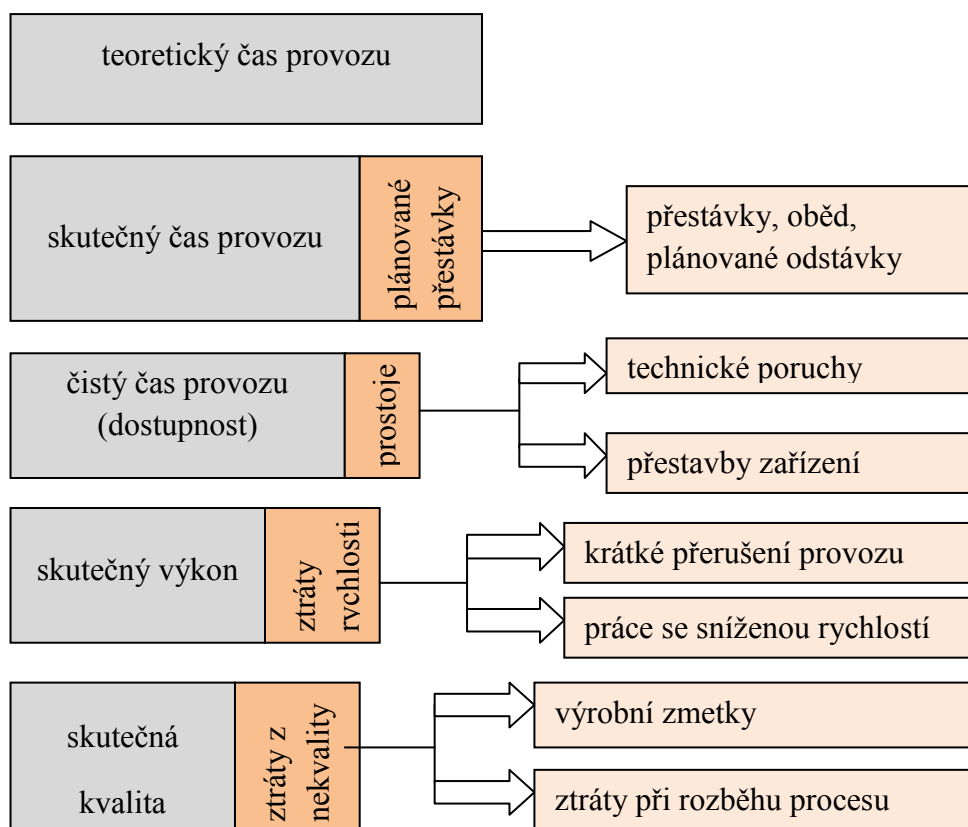 teoretický čas provozu
skutečný čas provozu
plánované
přestávky
přestávky, oběd,
plánované odstávky
čistý čas provozu
(dostupnost)
prostoje
technické poruchy
přestavby zařízení
skutečný výkon
ztráty
rychlosti
krátké přerušení provozu
práce se sníženou rychlostí
skutečná
kvalita
ztráty z
nekvality
výrobní zmetky
ztráty při rozběhu procesu